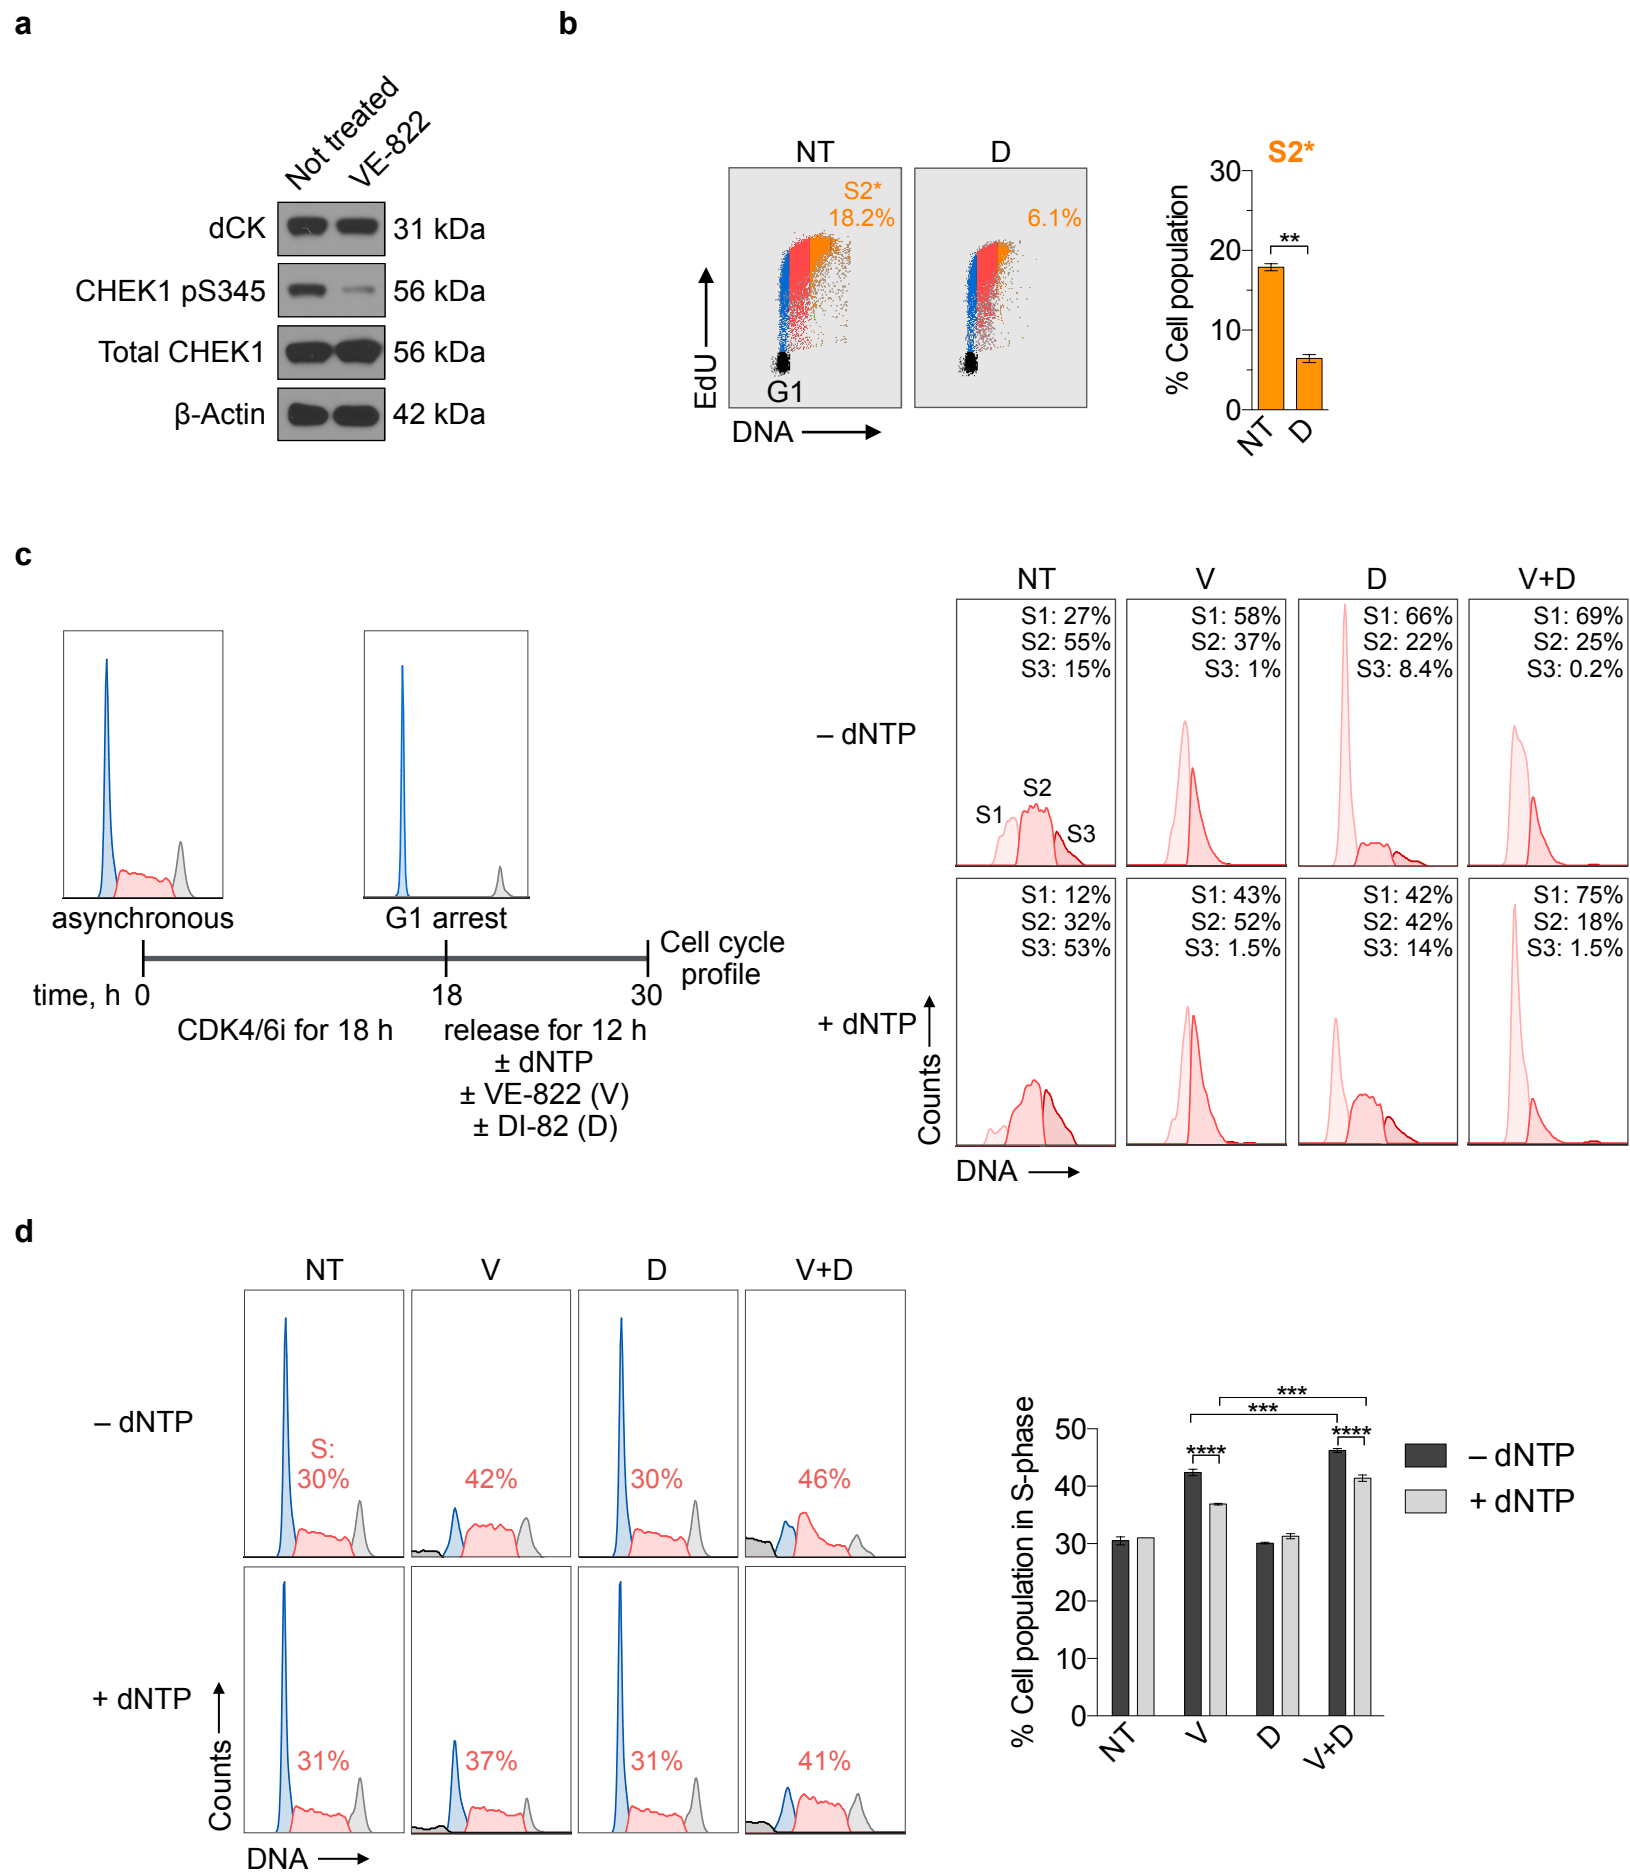 a
Not treated
VE-822
dCK
31 kDa
CHEK1 pS345
56 kDa
Total CHEK1
56 kDa
β-Actin
42 kDa
b
NT
D
S2*
18.2%
6.1%
G1
EdU
DNA
S2*
% Cell population
30
20
10
0
**
NT
D
c
asynchronous
G1 arrest
Cell cycle
profile
time, h 0
18
30
CDK4/6i for 18 h
release for 12 h
± dNTP
± VE-822 (V)
± DI-82 (D)
NT
V
D
V+D
– dNTP
S1: 27%
S2: 55%
S3: 15%
S1
S2
S3
S1: 58%
S2: 37%
S3: 1%
S1: 66%
S2: 22%
S3: 8.4%
S1: 69%
S2: 25%
S3: 0.2%
+ dNTP
S1: 12%
S2: 32%
S3: 53%
S1: 43%
S2: 52%
S3: 1.5%
S1: 42%
S2: 42%
S3: 14%
S1: 75%
S2: 18%
S3: 1.5%
Counts
DNA
d
NT
V
D
V+D
– dNTP
S:
30%
42%
30%
46%
+ dNTP
31%
37%
31%
41%
Counts
DNA
% Cell population in S-phase
50
40
30
20
10
0
***
***
****
****
NT
V
D
V+D
– dNTP
+ dNTP